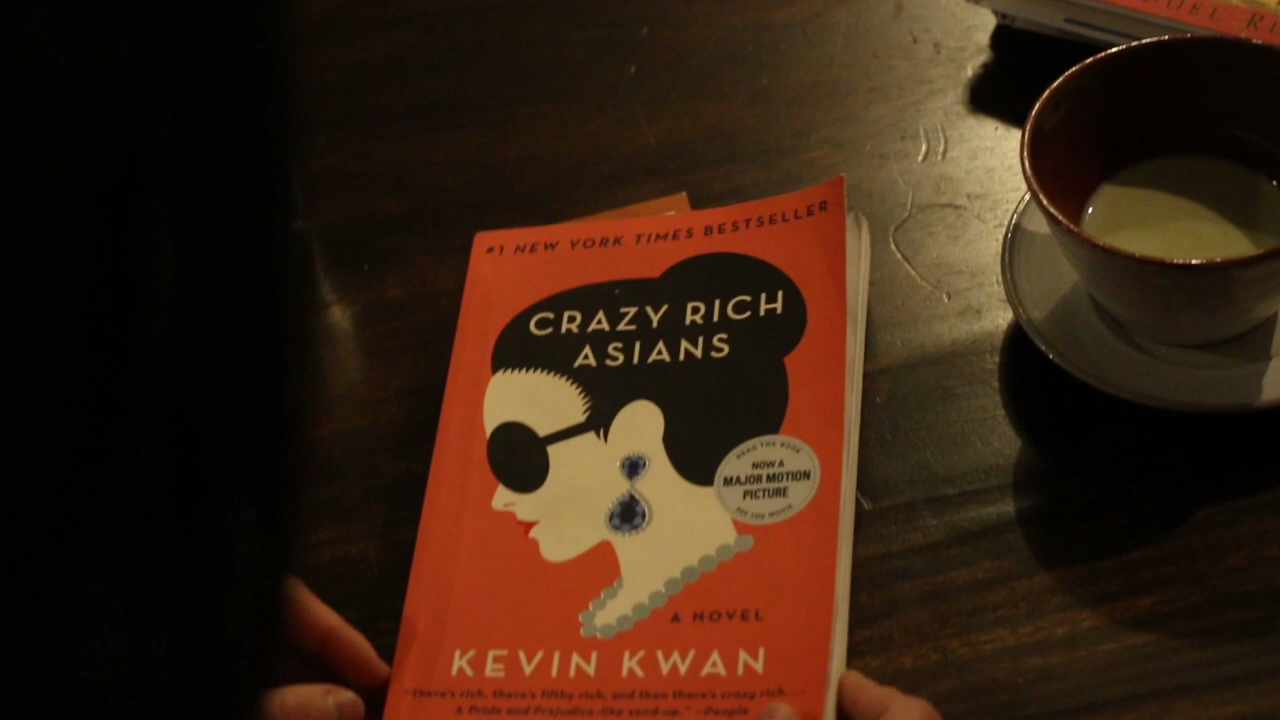 #1 NEW YORK TIMES BESTSELLER
CRAZY RICH
ASIANS
READ THE BOOK
NOW A
MAJOR MOTION
PICTURE
SEE THE MOVIE
A NOVEL
KEVIN KWAN
"There's rich, there's filthy rich, and then there's crazy rich....
A Pride and Prejudice-like send-up." —People